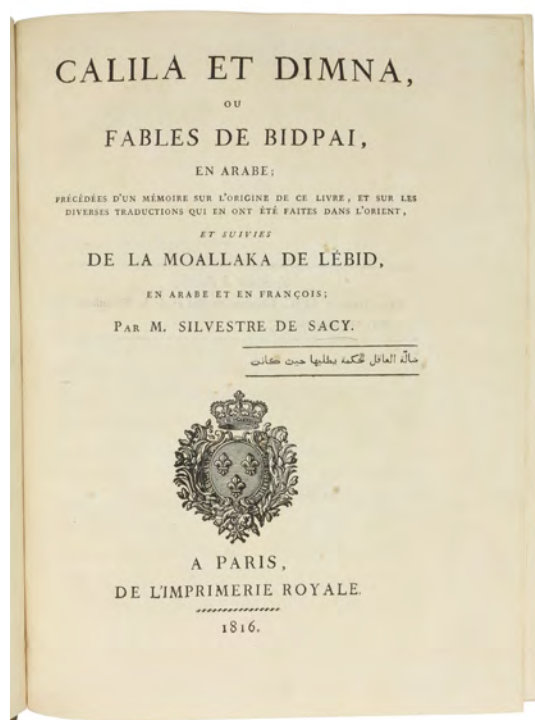 CALILA ET DIMNA,
OU
FABLES DE BIDPAI,
EN ARABE;
PRÉCÉDÉES D'UN MÉMOIRE SUR L'ORIGINE DE CE LIVRE, ET SUR LES
DIVERSES TRADUCTIONS QUI EN ONT ÉTÉ FAITES DANS L'ORIENT,
ET SUIVIES
DE LA MOALLAKA DE LÉBID,
EN ARABE ET EN FRANÇOIS;
PAR M. SILVESTRE DE SACY.
ضالّة العاقل الحكمة يطلبها حيث كانت
A PARIS,
DE L'IMPRIMERIE ROYALE.
1816.